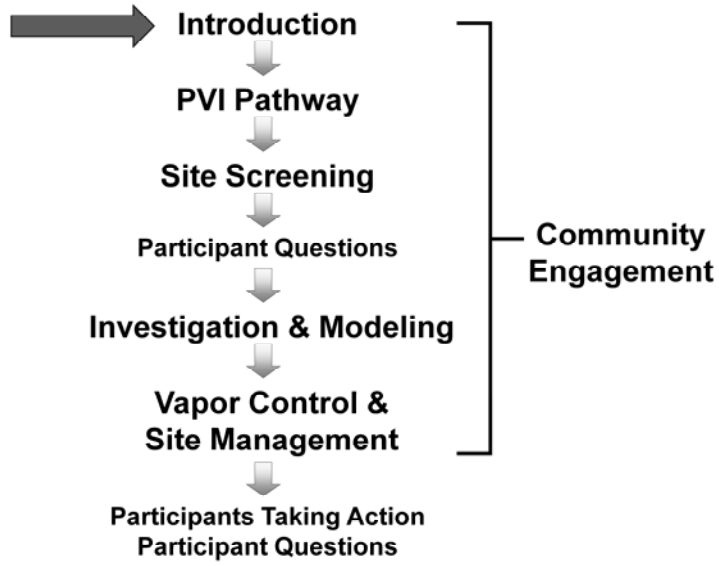 Introduction
PVI Pathway
Site Screening
Participant Questions
Investigation & Modeling
Vapor Control &
Site Management
Participants Taking Action
Participant Questions
Community
Engagement